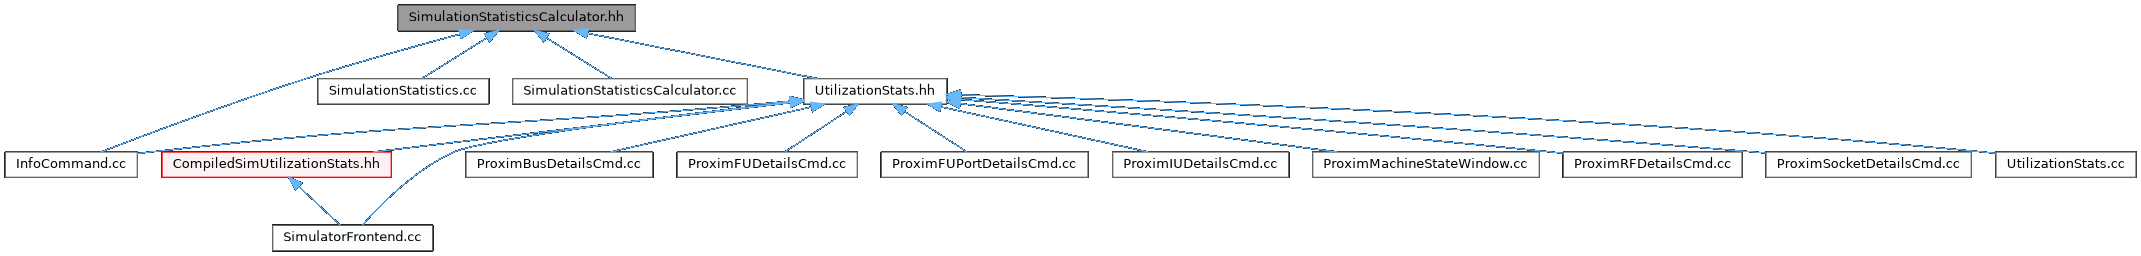 SimulationStatisticsCalculator.hh
SimulationStatistics.cc
SimulationStatisticsCalculator.cc
UtilizationStats.hh
InfoCommand.cc
CompiledSimUtilizationStats.hh
ProximBusDetailsCmd.cc
ProximFUDetailsCmd.cc
ProximFUPortDetailsCmd.cc
ProximIUDetailsCmd.cc
ProximMachineStateWindow.cc
ProximRFDetailsCmd.cc
ProximSocketDetailsCmd.cc
UtilizationStats.cc
SimulatorFrontend.cc